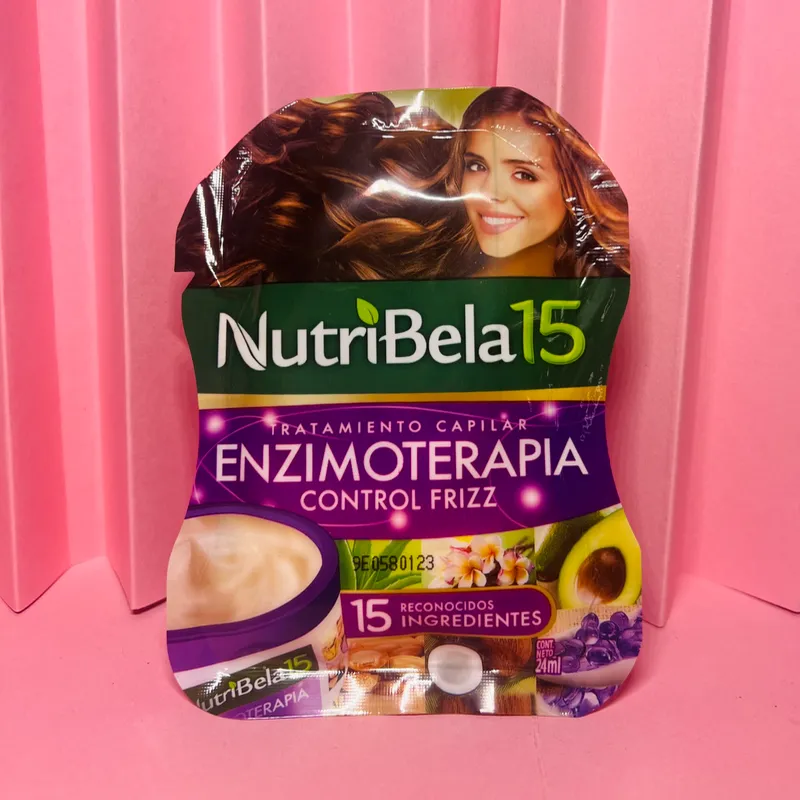 NutriBela15
TRATAMIENTO CAPILAR
ENZIMOTERAPIA
CONTROL FRIZZ
9E0580123
15 RECONOCIDOS
INGREDIENTES
CONT.
NETO
24ml
NutriBela15
OTERAPIA